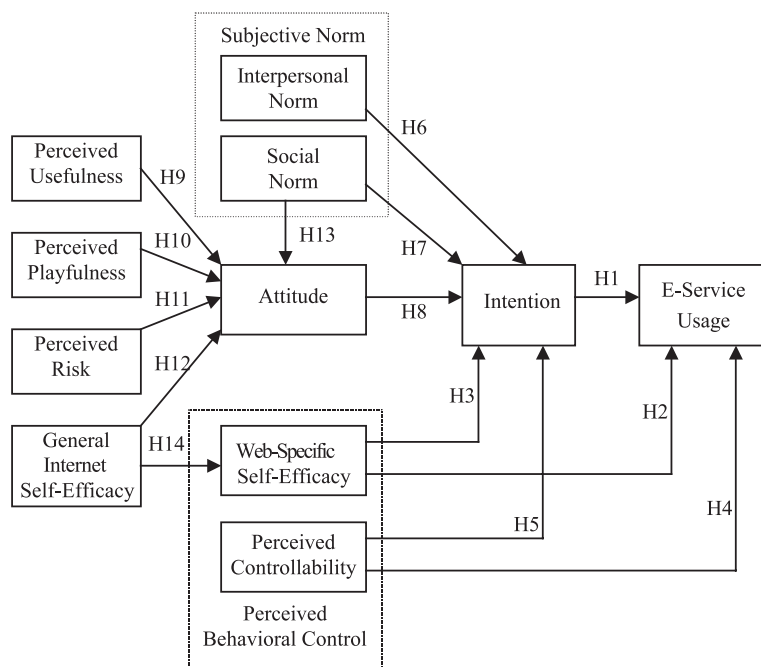 Subjective Norm
Interpersonal
Norm
H6
Social
Norm
Perceived
Usefulness
H9
H13
H7
Perceived
Playfulness
H10
Attitude
H8
Intention
H1
E-Service
Usage
H11
Perceived
Risk
H12
H3
H2
General
Internet
Self-Efficacy
H14
Web-Specific
Self-Efficacy
H5
H4
Perceived
Controllability
Perceived
Behavioral Control